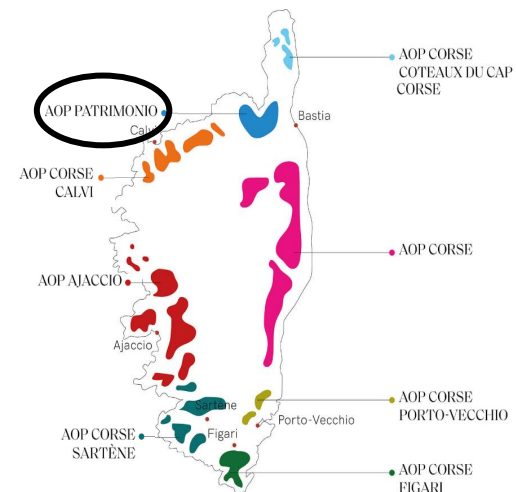 AOP CORSE
COTEAUX DU CAP
CORSE
AOP PATRIMONIO
Bastia
Calvi
AOP CORSE
CALVI
AOP CORSE
AOP AJACCIO
Ajaccio
AOP CORSE
PORTO-VECCHIO
Sartène
Porto-Vecchio
AOP CORSE
SARTÈNE
Figari
AOP CORSE
FIGARI